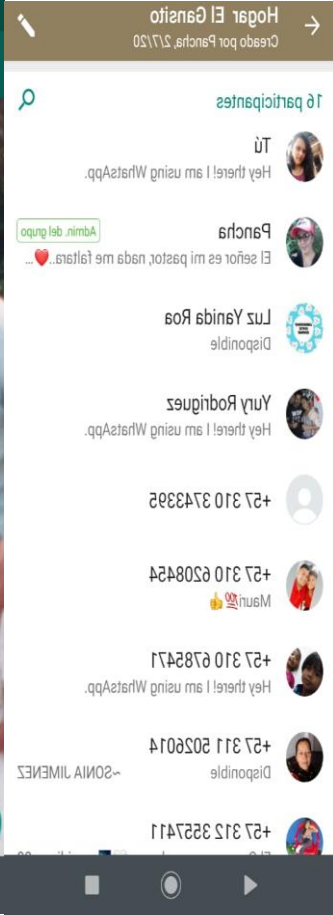 Hogar El Gansito
Creado por Pancha, 2/7/20
16 participantes
Tú
Hey there! I am using WhatsApp.
Pancha
Admin. del grupo
El señor es mi pastor, nada me faltara..❤️...
Luz Yanida Roa
Disponible
Yury Rodriguez
Hey there! I am using WhatsApp.
+57 310 3743395
+57 310 6208454
Mauri💯👍
+57 310 6785471
Hey there! I am using WhatsApp.
+57 311 5026014
Disponible
~SONIA JIMENEZ
+57 312 3557411